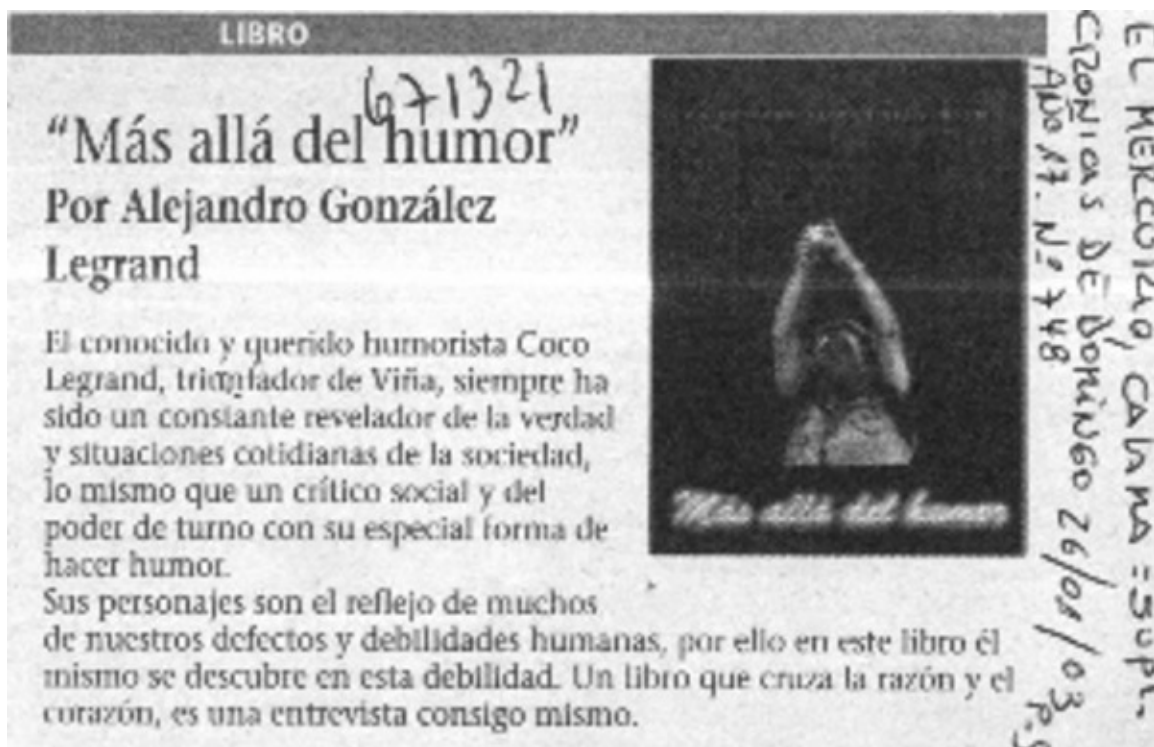 LIBRO
671321
“Más allá del humor”
Por Alejandro González
Legrand
El conocido y querido humorista Coco
Legrand, triunfador de Viña, siempre ha
sido un constante revelador de la verdad
y situaciones cotidianas de la sociedad,
lo mismo que un crítico social y del
poder de turno con su especial forma de
hacer humor.
Sus personajes son el reflejo de muchos
de nuestros defectos y debilidades humanas, por ello en este libro él
mismo se descubre en esta debilidad. Un libro que cruza la razón y el
corazón, es una entrevista consigo mismo.
Más allá del humor
EL MERCURIO, CALAMA = SUPL.
CRONICAS DE DOMINGO 26/01/03
AÑO 17. Nº 748